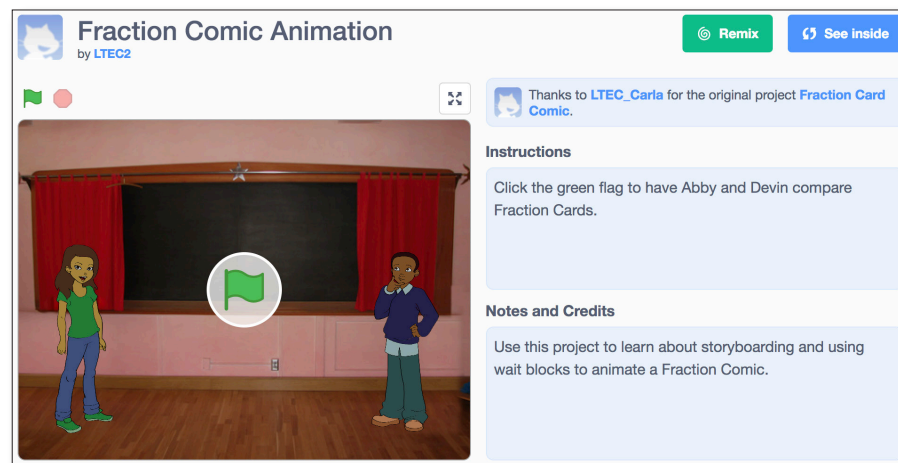 Fraction Comic Animation
by LTEC2
Remix
See inside
Thanks to LTEC_Carla for the original project Fraction Card
Comic.
Instructions
Click the green flag to have Abby and Devin compare
Fraction Cards.
Notes and Credits
Use this project to learn about storyboarding and using
wait blocks to animate a Fraction Comic.